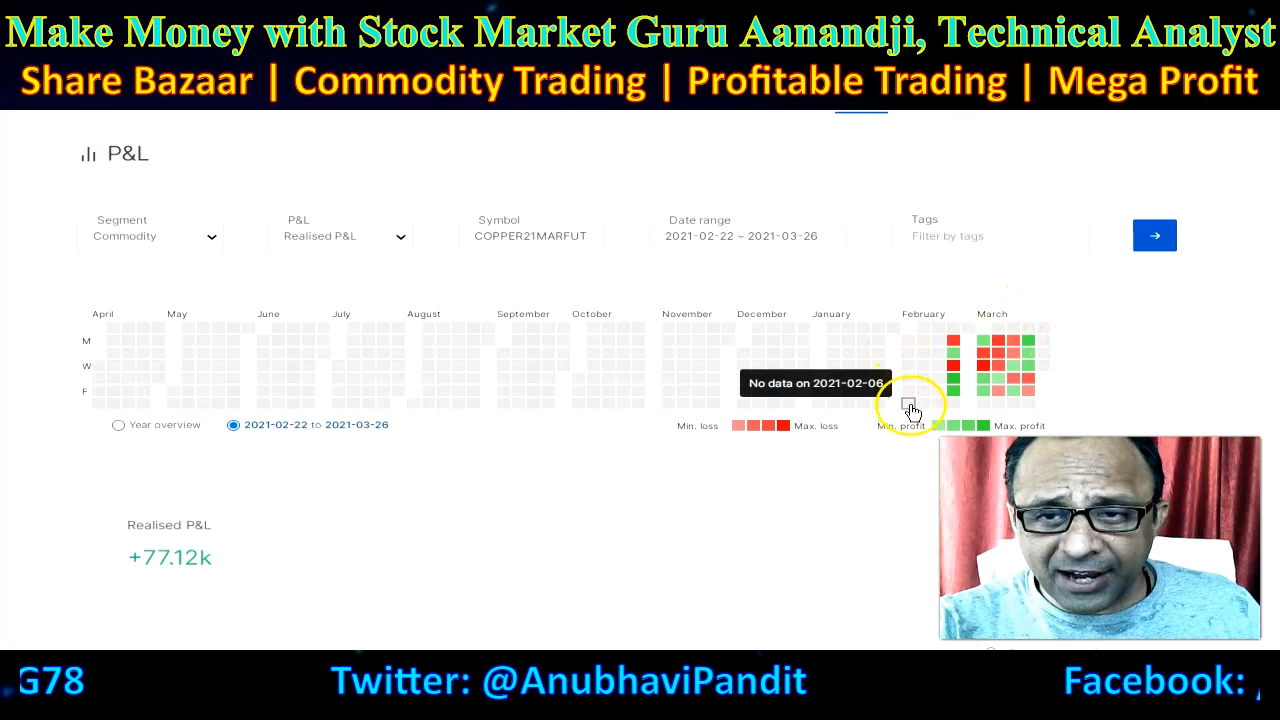 Make Money with Stock Market Guru Aanandji, Technical Analyst
Share Bazaar | Commodity Trading | Profitable Trading | Mega Profit
P&L
Segment P&L Symbol Date range Tags
Commodity Realised P&L COPPER21MARFUT 2021-02-22 ~ 2021-03-26 Filter by tags
April May June July August September October November December January February March
M
W
F
No data on 2021-02-06
Year overview 2021-02-22 to 2021-03-26 Min. loss Max. loss Min. profit Max. profit
Realised P&L
+77.12k
G78 Twitter: @AnubhaviPandit Facebook: